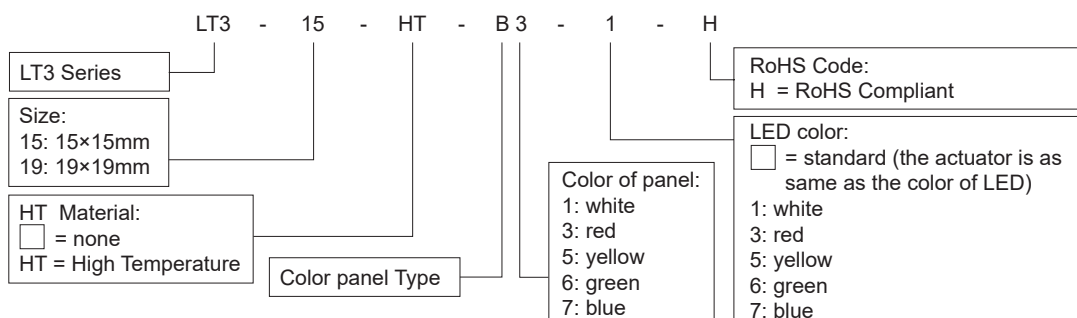 LT3 - 15 - HT - B 3 - 1 - H
LT3 Series
Size:
15: 15×15mm
19: 19×19mm
HT Material:
= none
HT = High Temperature
Color panel Type
Color of panel:
1: white
3: red
5: yellow
6: green
7: blue
RoHS Code:
H = RoHS Compliant
LED color:
= standard (the actuator is as
same as the color of LED)
1: white
3: red
5: yellow
6: green
7: blue